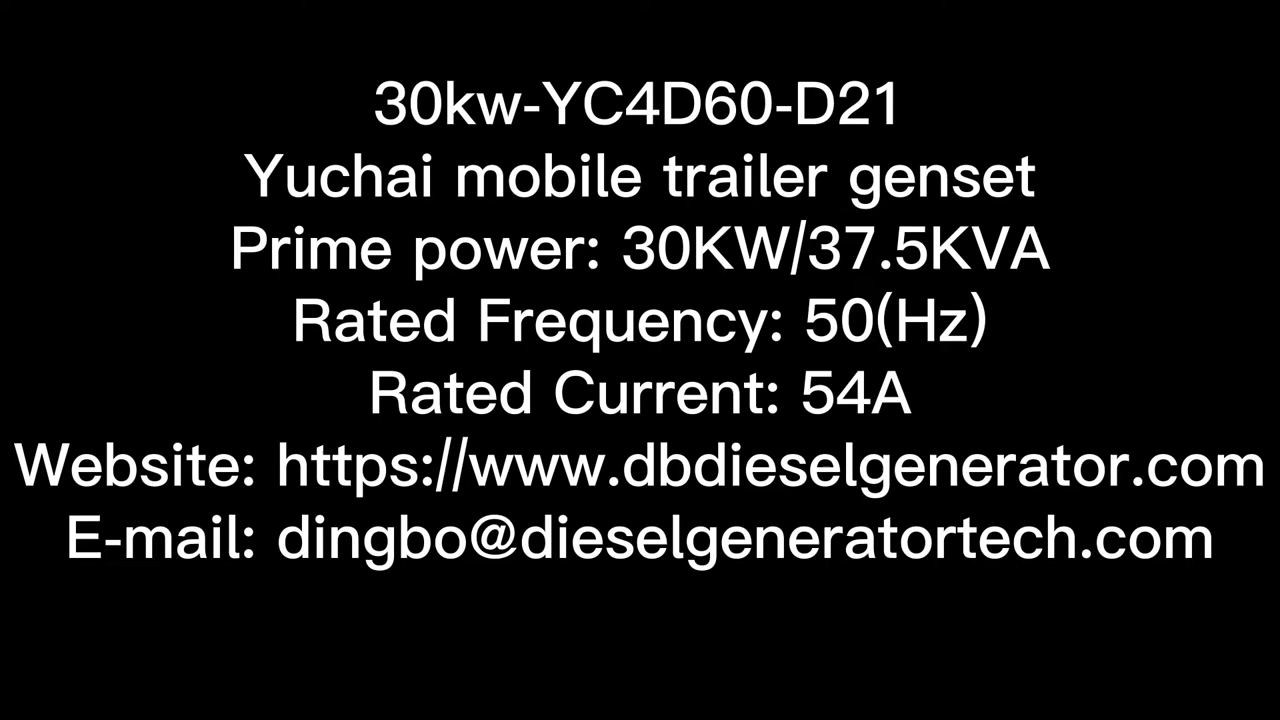 30kw-YC4D60-D21
Yuchai mobile trailer genset
Prime power: 30KW/37.5KVA
Rated Frequency: 50(Hz)
Rated Current: 54A
Website: https://www.dbdieselgenerator.com
E-mail: dingbo@dieselgeneratortech.com